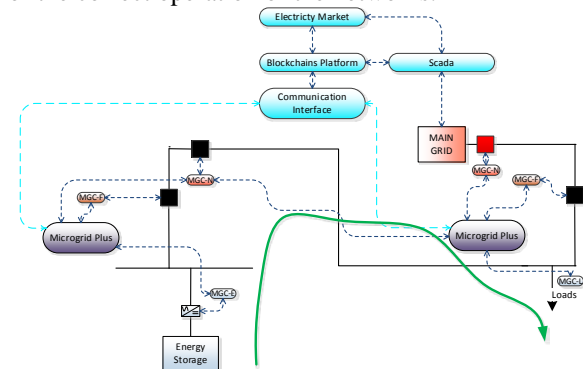 Electricty Market
Blockchains Platform
Scada
Communication
Interface
MAIN
GRID
MGC-N
MGC-N
MGC-F
MGC-F
Microgrid Plus
Microgrid Plus
MGC-E
MGC-L
Loads
Energy
Storage